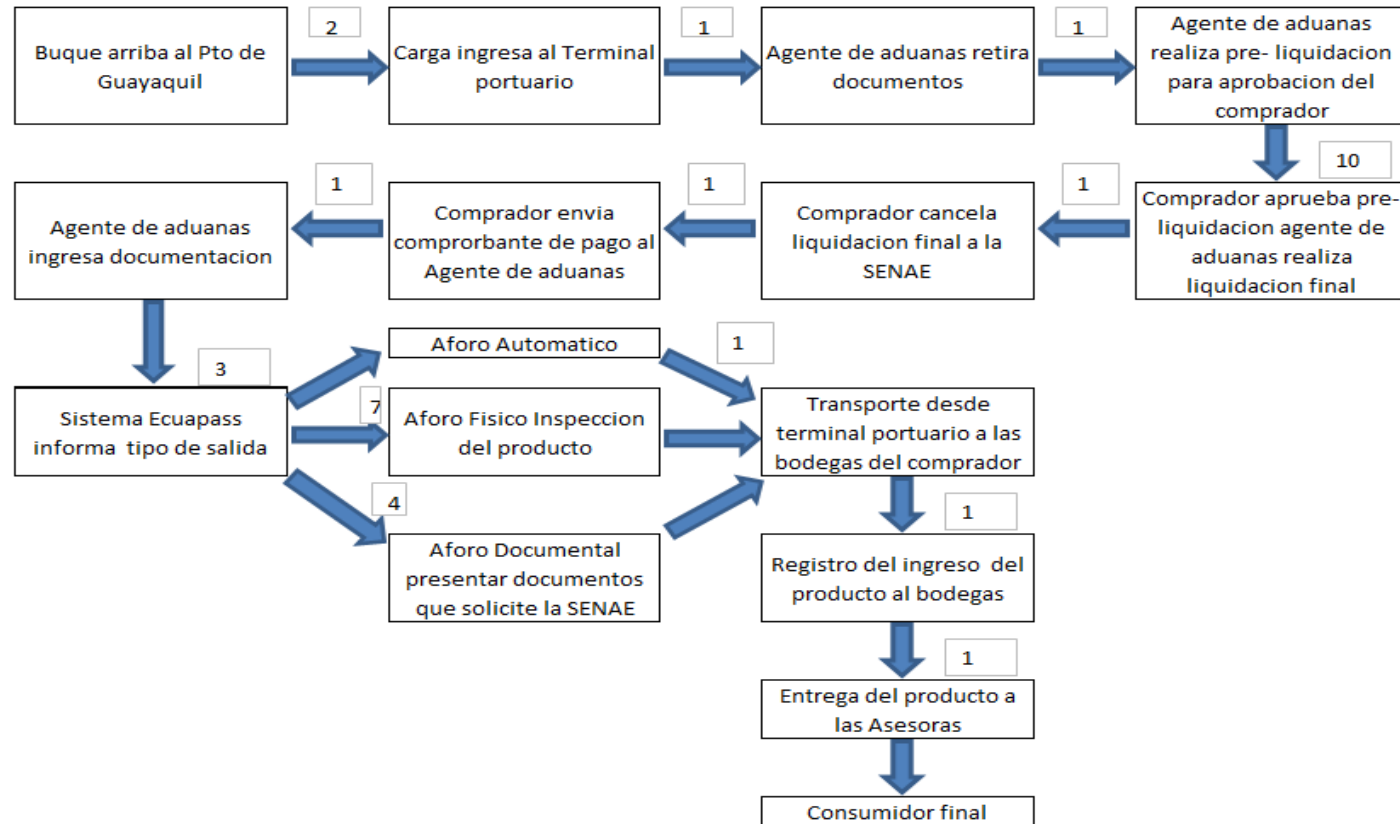 2
1
1
Buque arriba al Pto de
Guayaquil
Carga ingresa al Terminal
portuario
Agente de aduanas retira
documentos
Agente de aduanas
realiza pre- liquidacion
para aprobacion del
comprador
10
1
1
1
Agente de aduanas
ingresa documentacion
Comprador envia
comprorbante de pago al
Agente de aduanas
Comprador cancela
liquidacion final a la
SENAE
Comprador aprueba pre-
liquidacion agente de
aduanas realiza
liquidacion final
3
Aforo Automatico
1
Sistema Ecuapass
informa tipo de salida
7
Aforo Fisico Inspeccion
del producto
Transporte desde
terminal portuario a las
bodegas del comprador
4
Aforo Documental
presentar documentos
que solicite la SENAE
1
Registro del ingreso del
producto al bodegas
1
Entrega del producto a
las Asesoras
Consumidor final